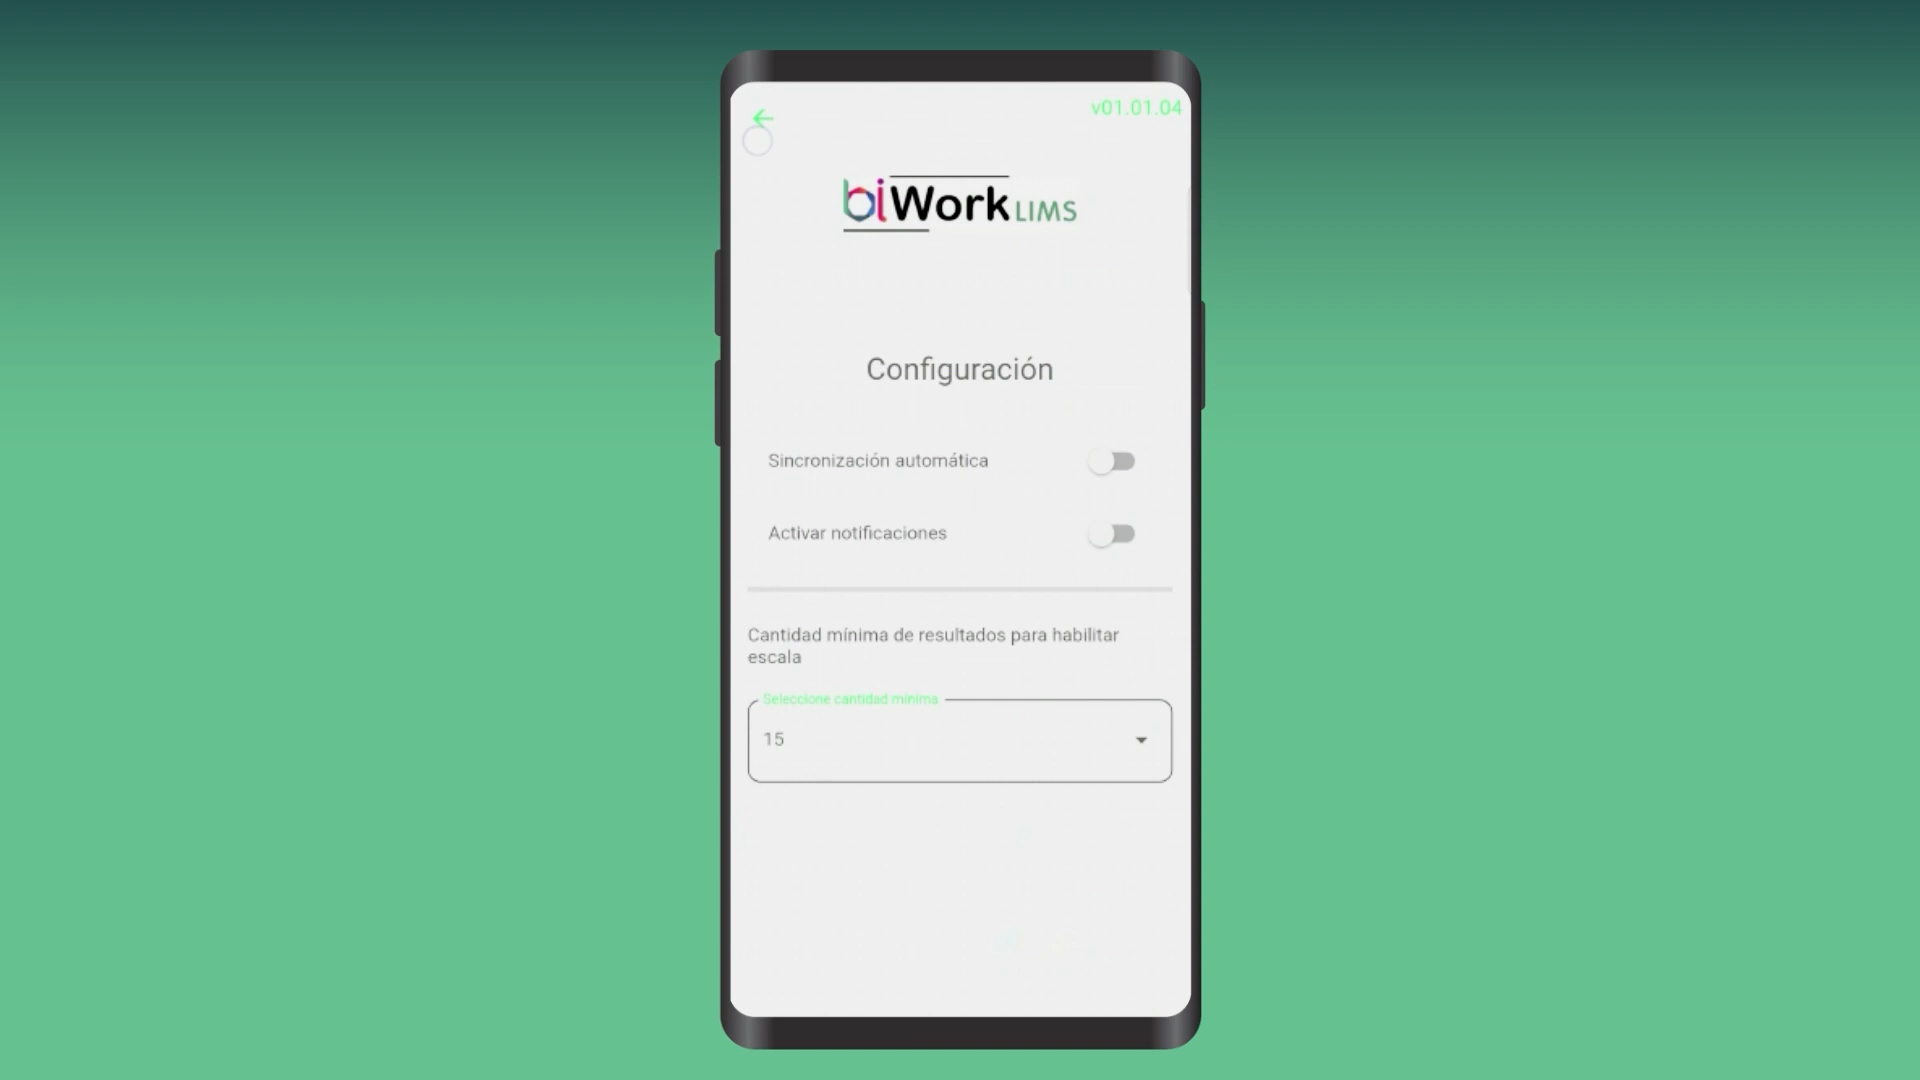 v01.01.04
biWork LIMS
Configuración
Sincronización automática
Activar notificaciones
Cantidad mínima de resultados para habilitar
escala
Seleccione cantidad mínima
15